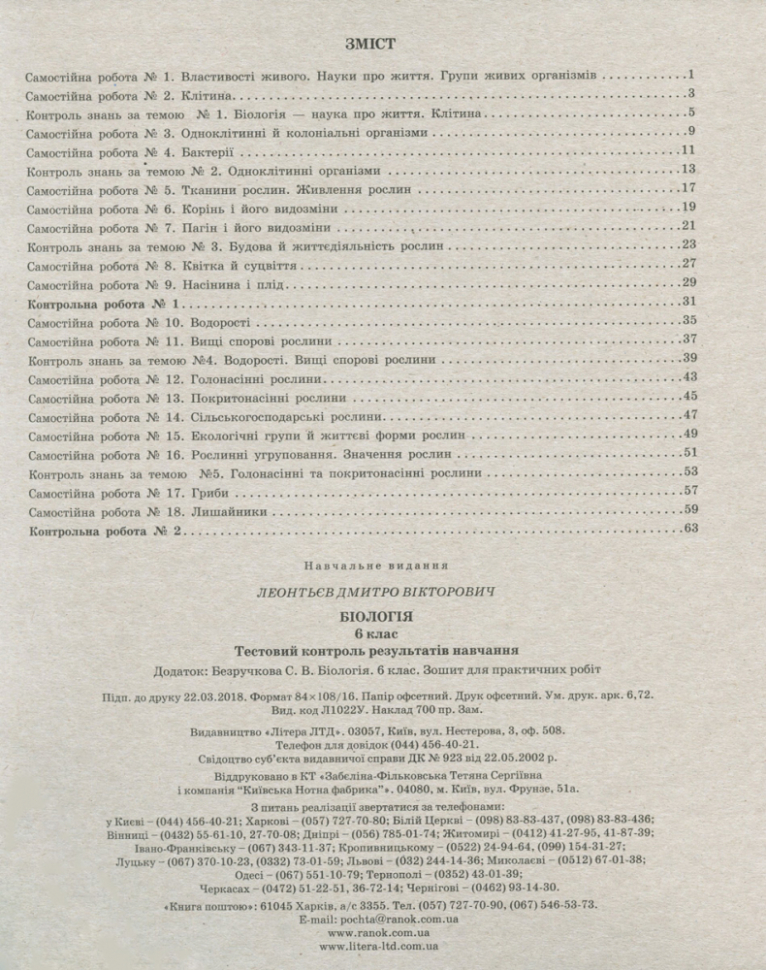 ЗМІСТ
Самостійна робота № 1. Властивості живого. Науки про життя. Групи живих організмів ............1
Самостійна робота № 2. Клітина..........3
Контроль знань за темою № 1. Біологія — наука про життя. Клітина..........5
Самостійна робота № 3. Одноклітинні й колоніальні організми ..........9
Самостійна робота № 4. Бактерії ..........11
Контроль знань за темою № 2. Одноклітинні організми ..........13
Самостійна робота № 5. Тканини рослин. Живлення рослин ..........17
Самостійна робота № 6. Корінь і його видозміни ..........19
Самостійна робота № 7. Пагін і його видозміни ..........21
Контроль знань за темою № 3. Будова й життєдіяльність рослин ..........23
Самостійна робота № 8. Квітка й суцвіття..........27
Самостійна робота № 9. Насінина і плід..........29
Контрольна робота № 1..........31
Самостійна робота № 10. Водорості ..........35
Самостійна робота № 11. Вищі спорові рослини ..........37
Контроль знань за темою №4. Водорості. Вищі спорові рослини ..........39
Самостійна робота № 12. Голонасінні рослини..........43
Самостійна робота № 13. Покритонасінні рослини ..........45
Самостійна робота № 14. Сільськогосподарські рослини..........47
Самостійна робота № 15. Екологічні групи й життєві форми рослин ..........49
Самостійна робота № 16. Рослинні угруповання. Значення рослин ..........51
Контроль знань за темою №5. Голонасінні та покритонасінні рослини ..........53
Самостійна робота № 17. Гриби ..........57
Самостійна робота № 18. Лишайники ..........59
Контрольна робота № 2..........63
Навчальне видання
ЛЕОНТЬЄВ ДМИТРО ВІКТОРОВИЧ
БІОЛОГІЯ
6 клас
Тестовий контроль результатів навчання
Додаток: Безручкова С. В. Біологія. 6 клас. Зошит для практичних робіт
Підп. до друку 22.03.2018. Формат 84×108/16. Папір офсетний. Друк офсетний. Ум. друк. арк. 6,72.
Вид. код Л1022У. Наклад 700 пр. Зам.
Видавництво «Літера ЛТД». 03057, Київ, вул. Нестерова, 3, оф. 508.
Телефон для довідок (044) 456-40-21.
Свідоцтво суб’єкта видавничої справи ДК № 923 від 22.05.2002 р.
Віддруковано в КТ «Забєліна-Фільковська Тетяна Сергіївна
і компанія “Київська Нотна фабрика”». 04080, м. Київ, вул. Фрунзе, 51а.
З питань реалізації звертатися за телефонами:
у Києві – (044) 456-40-21; Харкові – (057) 727-70-80; Білій Церкві – (098) 83-83-437, (098) 83-83-436;
Вінниці – (0432) 55-61-10, 27-70-08; Дніпрі – (056) 785-01-74; Житомирі – (0412) 41-27-95, 41-87-39;
Івано-Франківську – (067) 343-11-37; Кропивницькому – (0522) 24-94-64, (099) 154-31-27;
Луцьку – (067) 370-10-23, (0332) 73-01-59; Львові – (032) 244-14-36; Миколаєві – (0512) 67-01-38;
Одесі – (067) 551-10-79; Тернополі – (0352) 43-01-39;
Черкасах – (0472) 51-22-51, 36-72-14; Чернігові – (0462) 93-14-30.
«Книга поштою»: 61045 Харків, а/с 3355. Тел. (057) 727-70-90, (067) 546-53-73.
E-mail: pochta@ranok.com.ua
www.ranok.com.ua
www.litera-ltd.com.ua